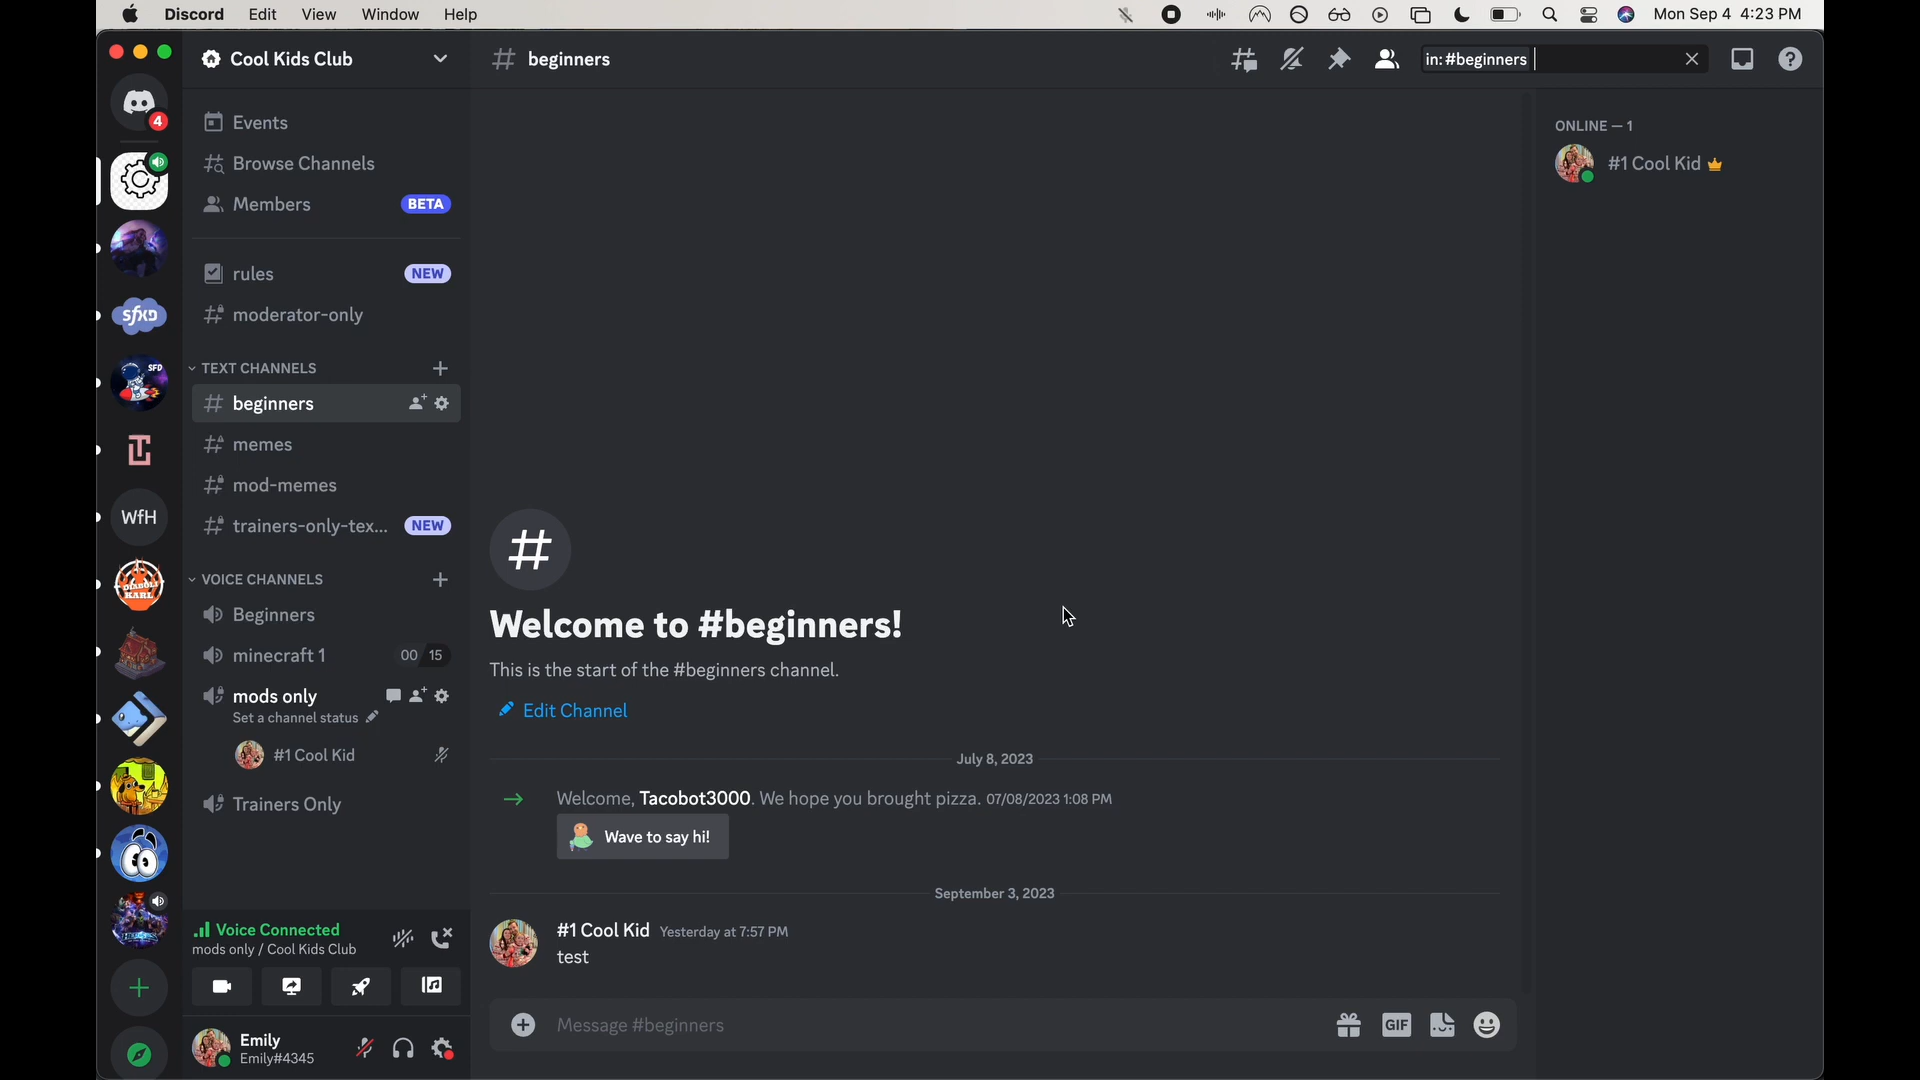 Discord Edit View Window Help Mon Sep 4 4:23 PM
Cool Kids Club
beginners
in: #beginners
4
Events
Browse Channels
Members BETA
rules NEW
moderator-only
TEXT CHANNELS
beginners
memes
mod-memes
trainers-only-tex... NEW
VOICE CHANNELS
Beginners
minecraft 1 00 15
mods only
Set a channel status
#1 Cool Kid
Trainers Only
Voice Connected
mods only / Cool Kids Club
Emily
Emily#4345
sfxD
SFD
WfH
DIABOLI
KARL
#
Welcome to #beginners!
This is the start of the #beginners channel.
Edit Channel
July 8, 2023
Welcome, Tacobot3000. We hope you brought pizza. 07/08/2023 1:08 PM
Wave to say hi!
September 3, 2023
#1 Cool Kid Yesterday at 7:57 PM
test
Message #beginners
GIF
ONLINE — 1
#1 Cool Kid